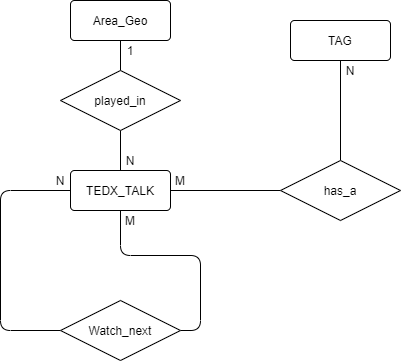 Area_Geo
TAG
1
N
played_in
N
N
TEDX_TALK
M
has_a
M
Watch_next